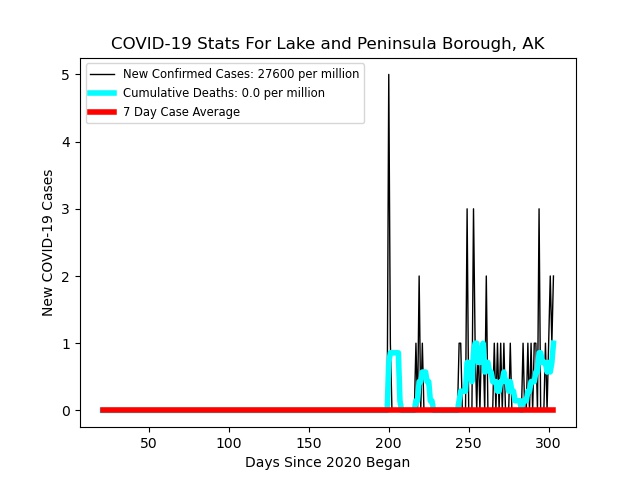 COVID-19 Stats For Lake and Peninsula Borough, AK
New Confirmed Cases: 27600 per million
Cumulative Deaths: 0.0 per million
7 Day Case Average
New COVID-19 Cases
5
4
3
2
1
0
50 100 150 200 250 300
Days Since 2020 Began